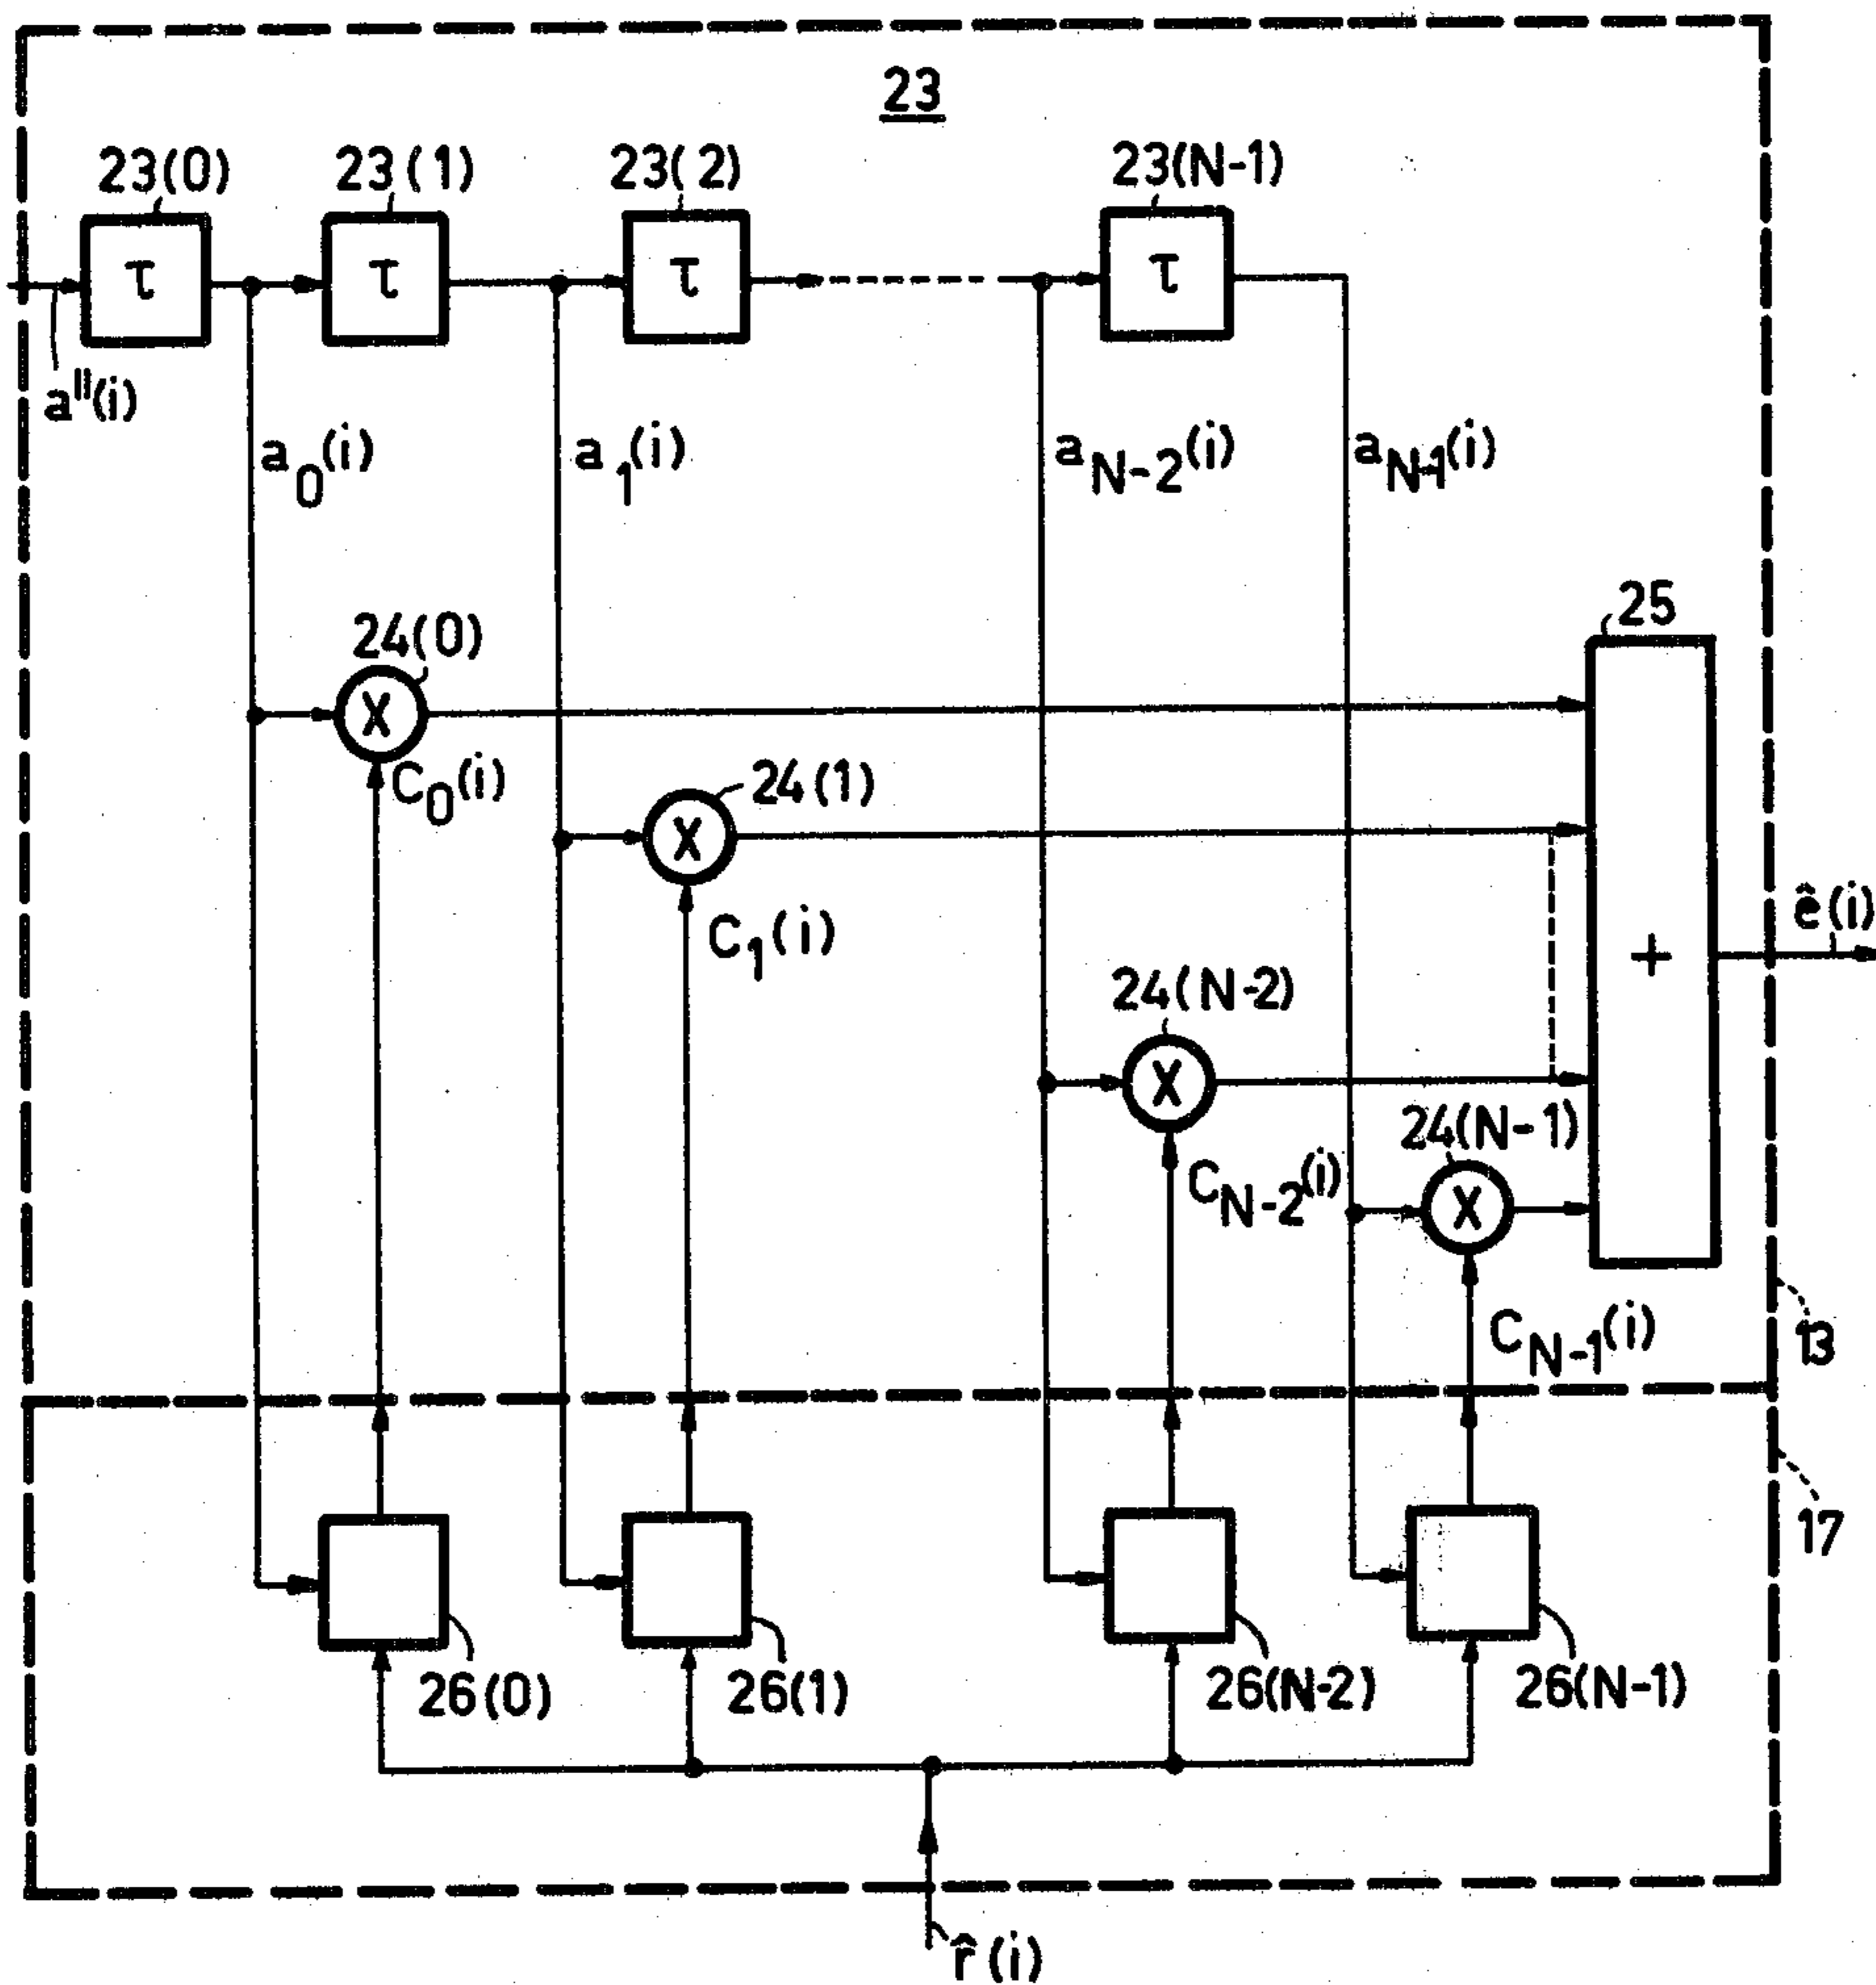 23
23(0)
23(1)
23(2)
23(N-1)
τ
τ
τ
τ
a"(i)
a0(i)
a1(i)
aN-2(i)
aN-1(i)
25
24(0)
X
C0(i)
24(1)
X
C1(i)
ê(i)
+
24(N-2)
X
CN-2(i)
24(N-1)
X
CN-1(i)
13
17
26(0)
26(1)
26(N-2)
26(N-1)
r̂(i)